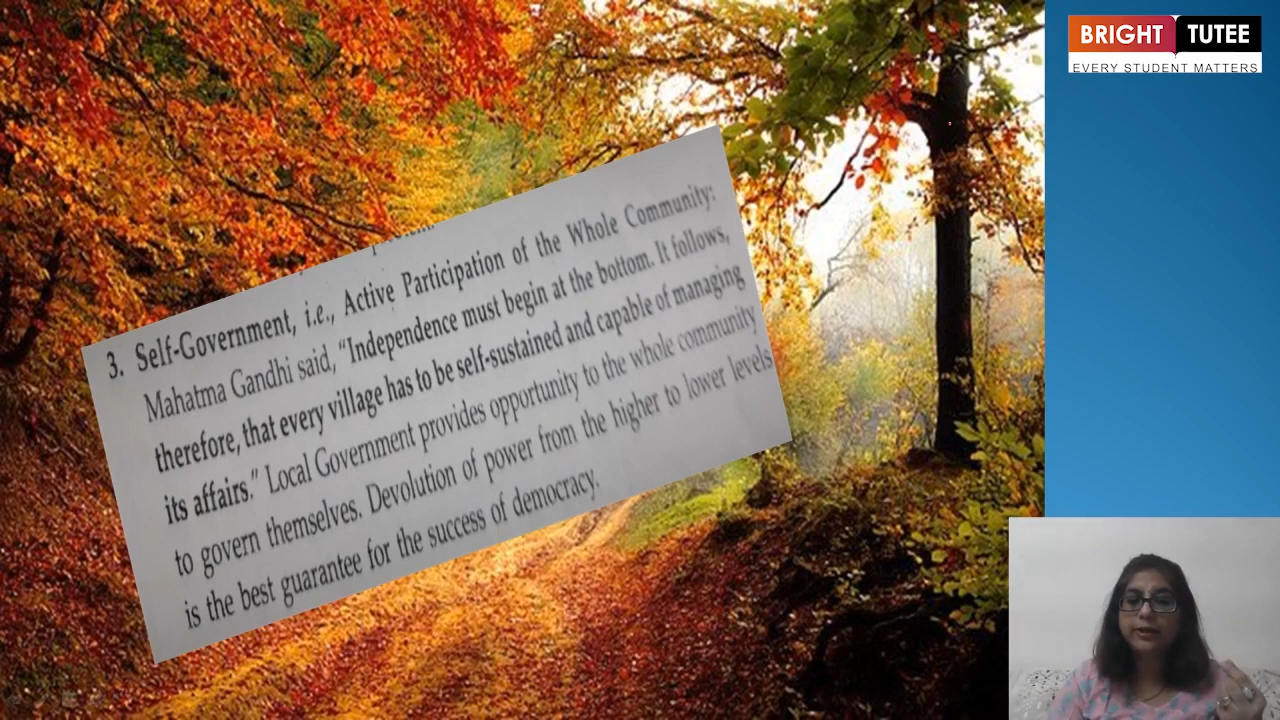 BRIGHT TUTEE
EVERY STUDENT MATTERS
3. Self-Government, i.e., Active Participation of the Whole Community:
Mahatma Gandhi said, “Independence must begin at the bottom. It follows,
therefore, that every village has to be self-sustained and capable of managing
its affairs.” Local Government provides opportunity to the whole community
to govern themselves. Devolution of power from the higher to lower levels
is the best guarantee for the success of democracy.